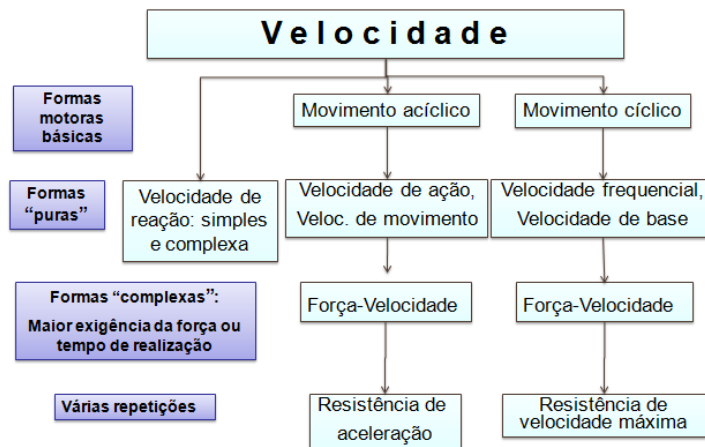 Velocidade
Formas
motoras
básicas
Movimento acíclico
Movimento cíclico
Formas
“puras”
Velocidade de
reação: simples
e complexa
Velocidade de ação,
Veloc. de movimento
Velocidade frequencial,
Velocidade de base
Formas “complexas”:
Maior exigência da força ou
tempo de realização
Força-Velocidade
Força-Velocidade
Várias repetições
Resistência de
aceleração
Resistência de
velocidade máxima